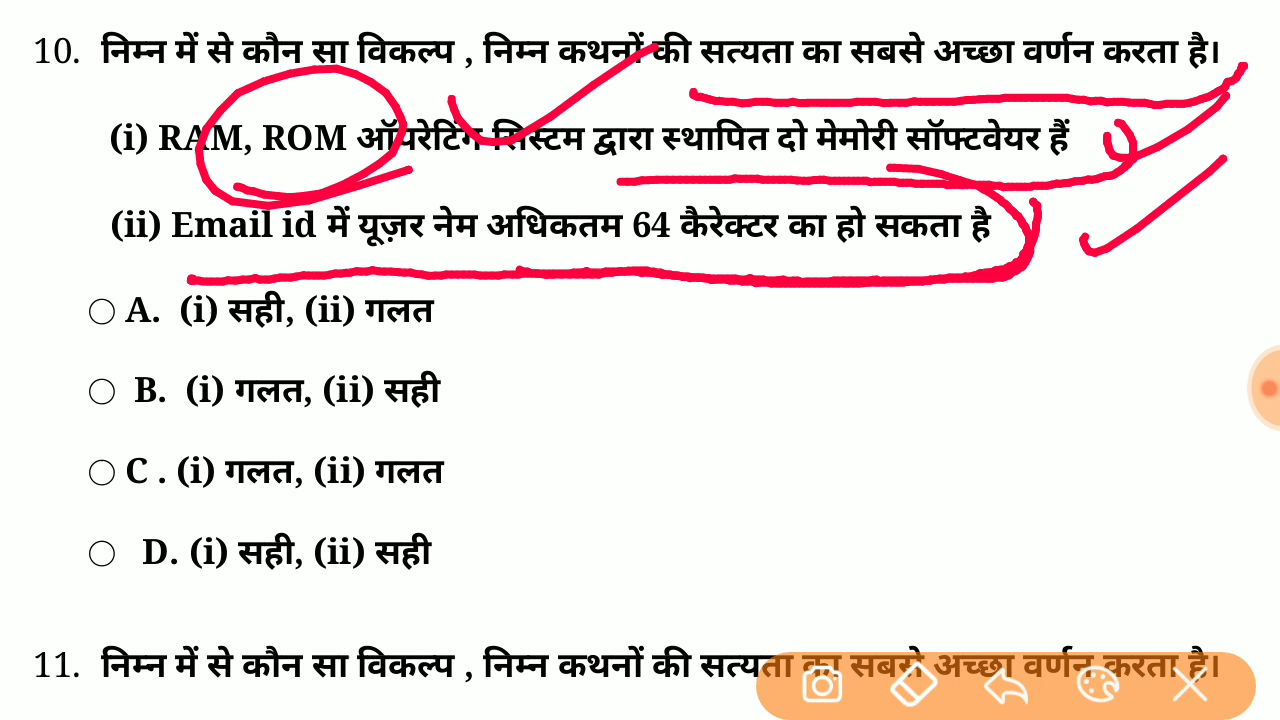 10. निम्न में से कौन सा विकल्प , निम्न कथनों की सत्यता का सबसे अच्छा वर्णन करता है।
(i) RAM, ROM ऑपरेटिंग सिस्टम द्वारा स्थापित दो मेमोरी सॉफ्टवेयर हैं
(ii) Email id में यूज़र नेम अधिकतम 64 कैरेक्टर का हो सकता है
A. (i) सही, (ii) गलत
B. (i) गलत, (ii) सही
C . (i) गलत, (ii) गलत
D. (i) सही, (ii) सही
11. निम्न में से कौन सा विकल्प , निम्न कथनों की सत्यता का सबसे अच्छा वर्णन करता है।